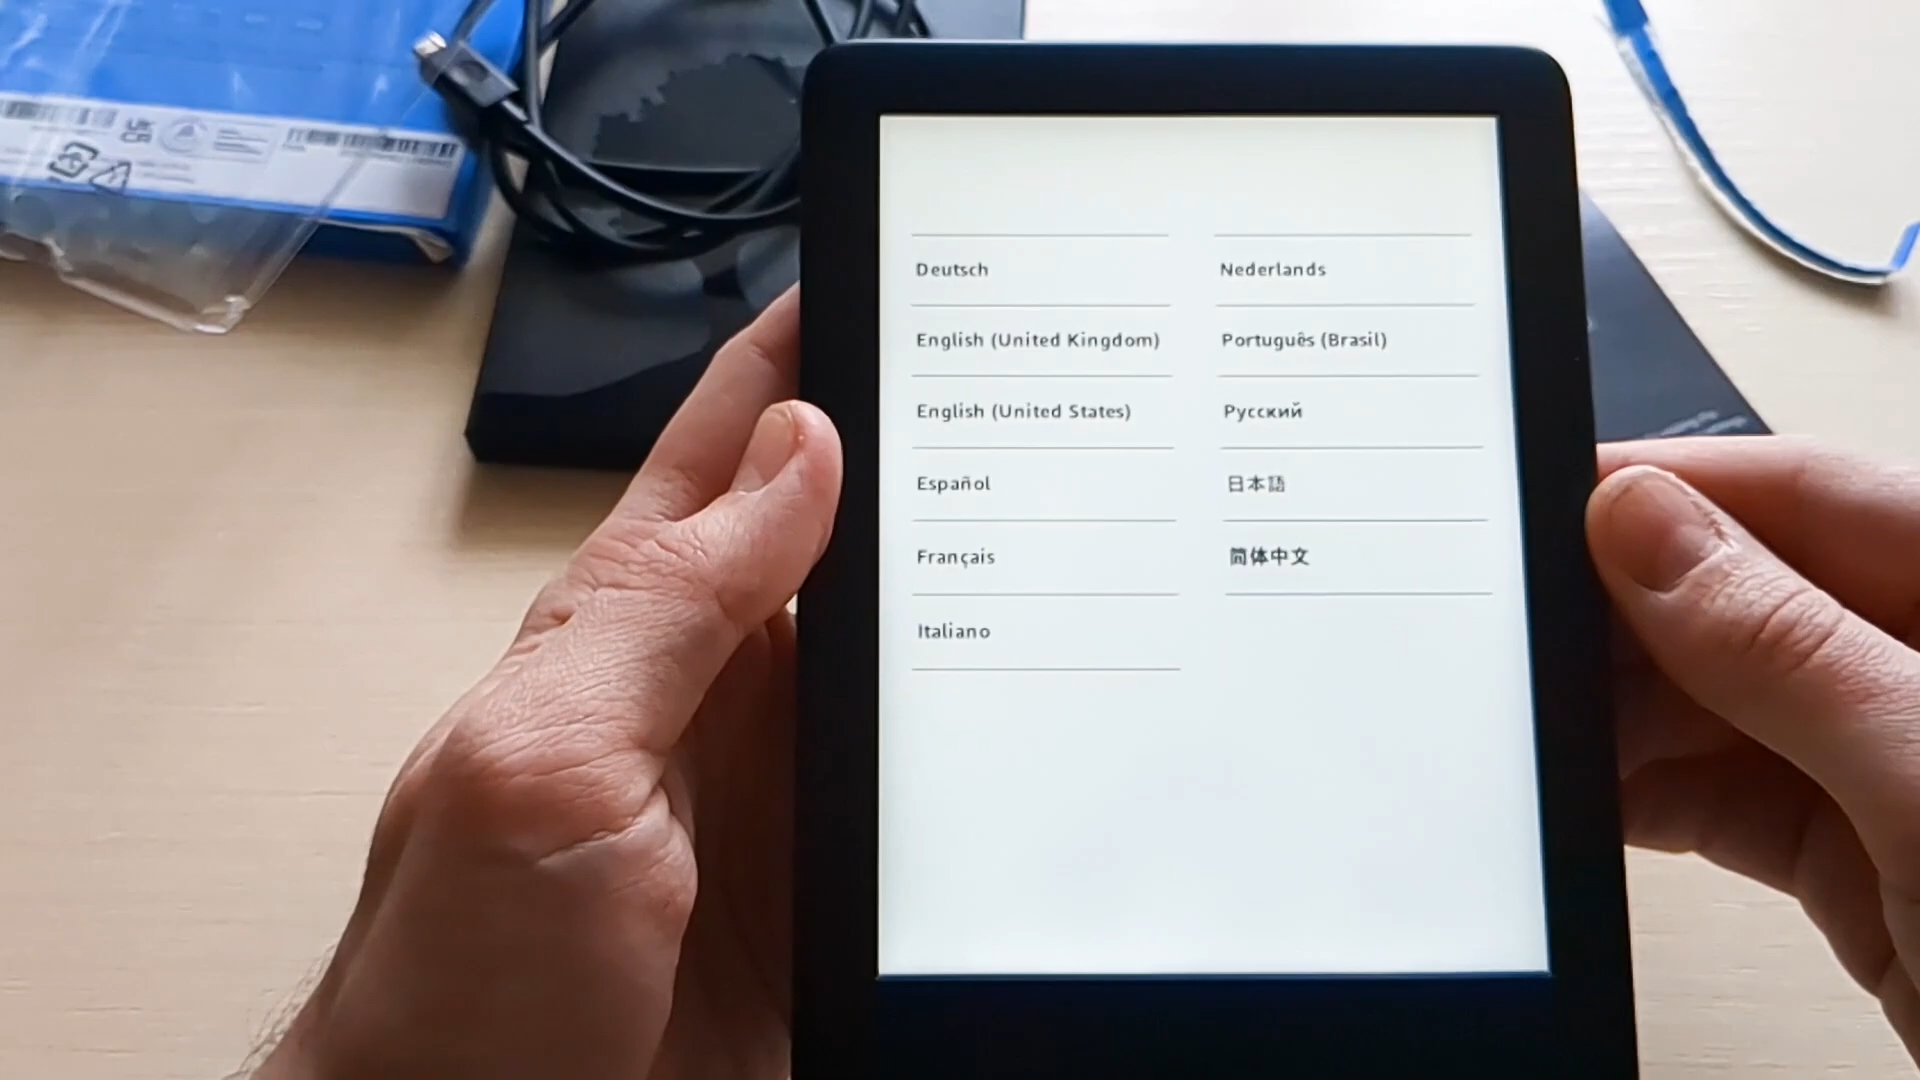 Deutsch
English (United Kingdom)
English (United States)
Español
Français
Italiano
Nederlands
Português (Brasil)
Русский
日本語
简体中文